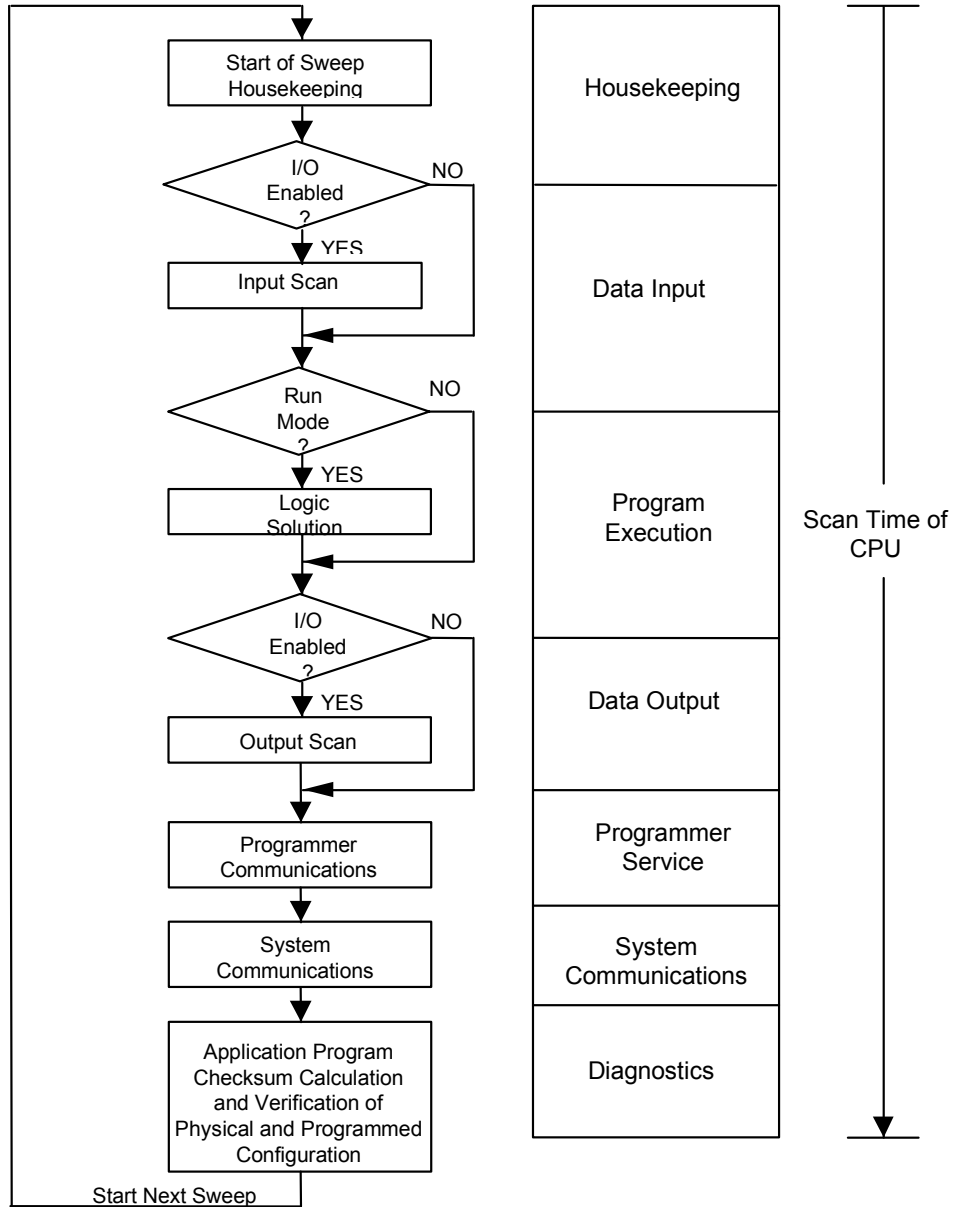 Start of Sweep
Housekeeping
I/O
Enabled
?
NO
YES
Input Scan
Run
Mode
?
NO
YES
Logic
Solution
I/O
Enabled
?
NO
YES
Output Scan
Programmer
Communications
System
Communications
Application Program
Checksum Calculation
and Verification of
Physical and Programmed
Configuration
Start Next Sweep
Housekeeping
Data Input
Program
Execution
Data Output
Programmer
Service
System
Communications
Diagnostics
Scan Time of
CPU